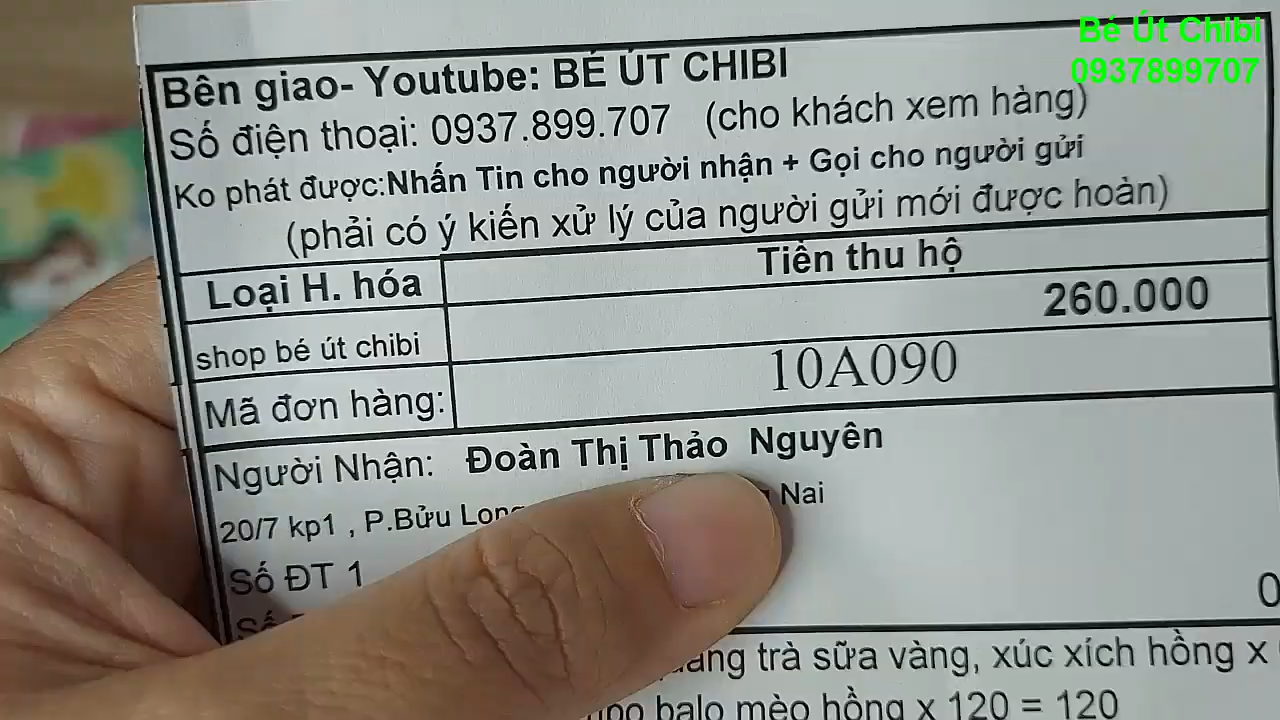 Bé Út Chibi
0937899707
Bên giao- Youtube: BÉ ÚT CHIBI
Số điện thoại: 0937.899.707 (cho khách xem hàng)
Ko phát được:Nhấn Tin cho người nhận + Gọi cho người gửi
(phải có ý kiến xử lý của người gửi mới được hoàn)
Loại H. hóa Tiền thu hộ
260.000
shop bé út chibi
Mã đơn hàng: 10A090
Người Nhận: Đoàn Thị Thảo Nguyên
20/7 kp1 , P.Bửu Nai
Số ĐT 1
0
trà sữa vàng, xúc xích hồng x
balo mèo hồng x 120 = 120